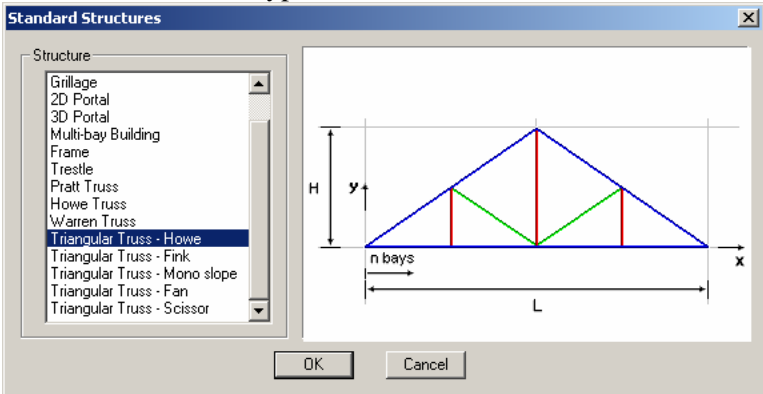 Standard Structures
Structure
Grillage
2D Portal
3D Portal
Multi-bay Building
Frame
Trestle
Pratt Truss
Howe Truss
Warren Truss
Triangular Truss - Howe
Triangular Truss - Fink
Triangular Truss - Mono slope
Triangular Truss - Fan
Triangular Truss - Scissor
H
y
n bays
x
L
OK
Cancel